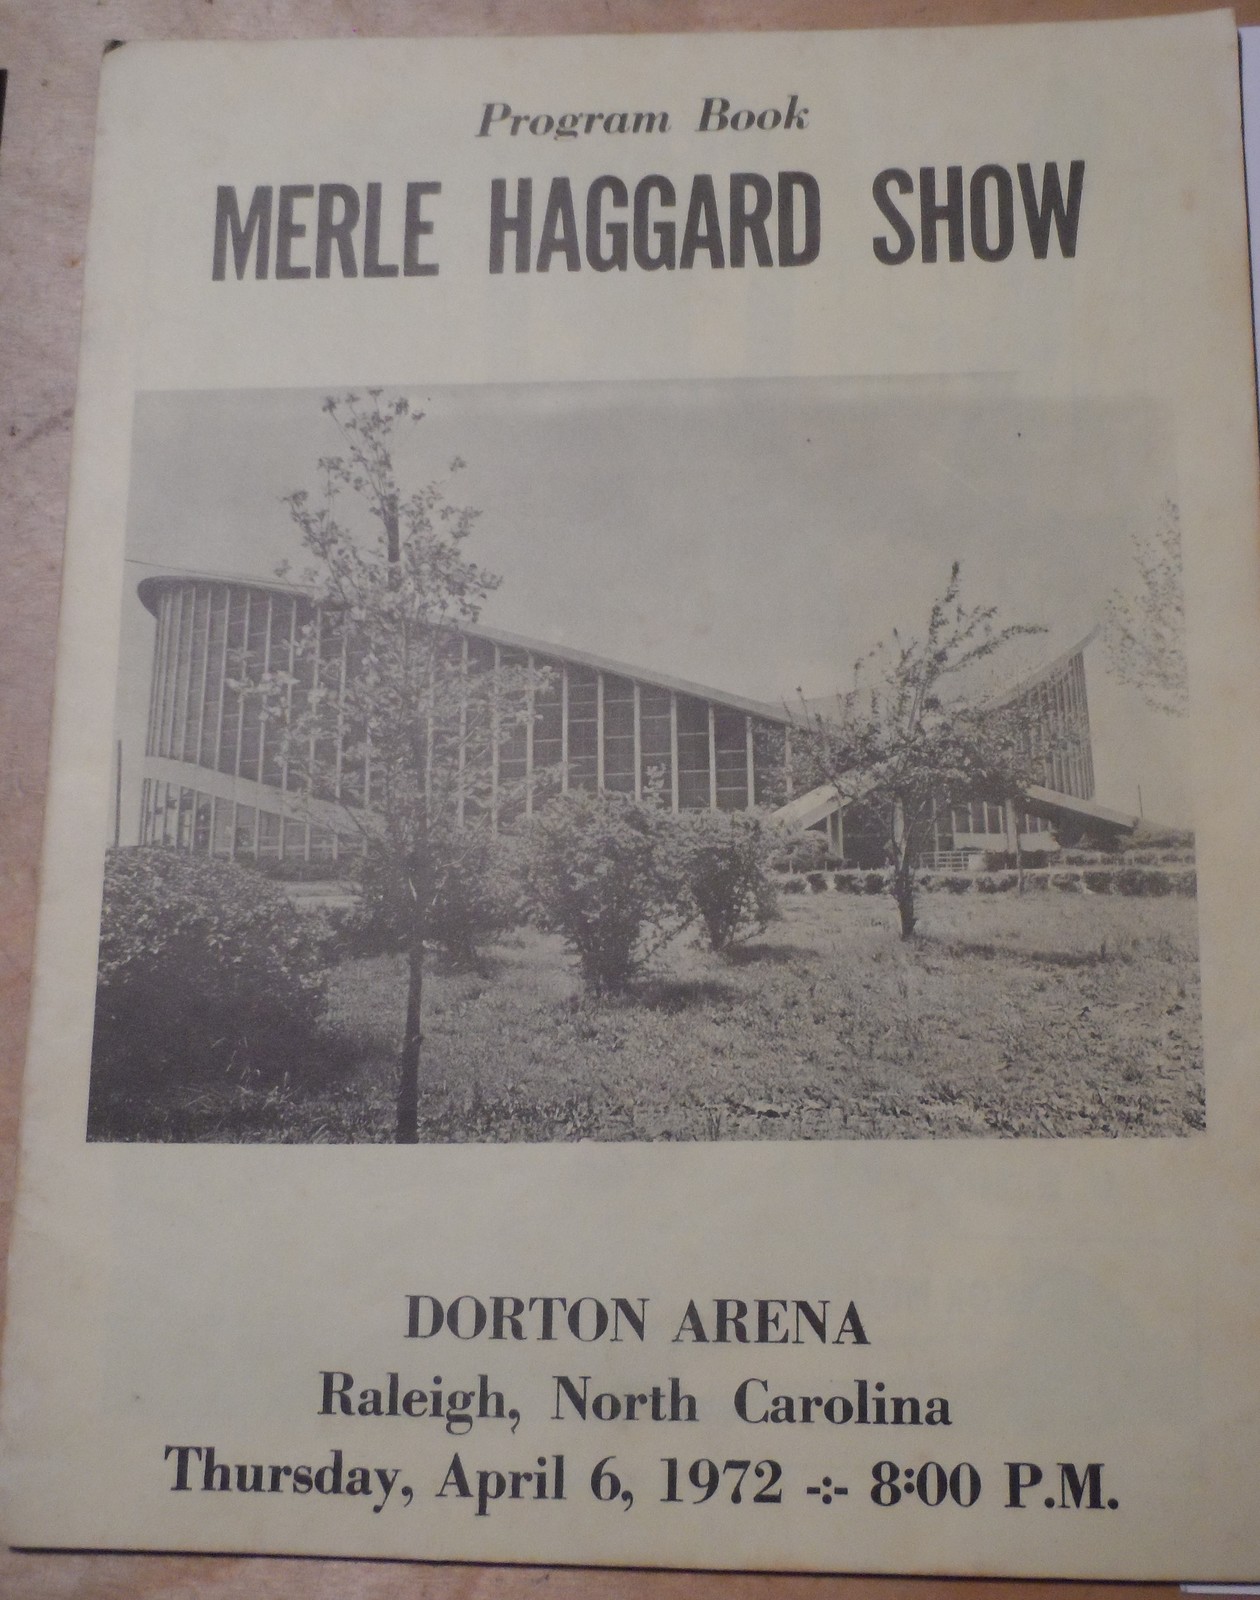 Program Book
MERLE HAGGARD SHOW
DORTON ARENA
Raleigh, North Carolina
Thursday, April 6, 1972 -:- 8:00 P.M.